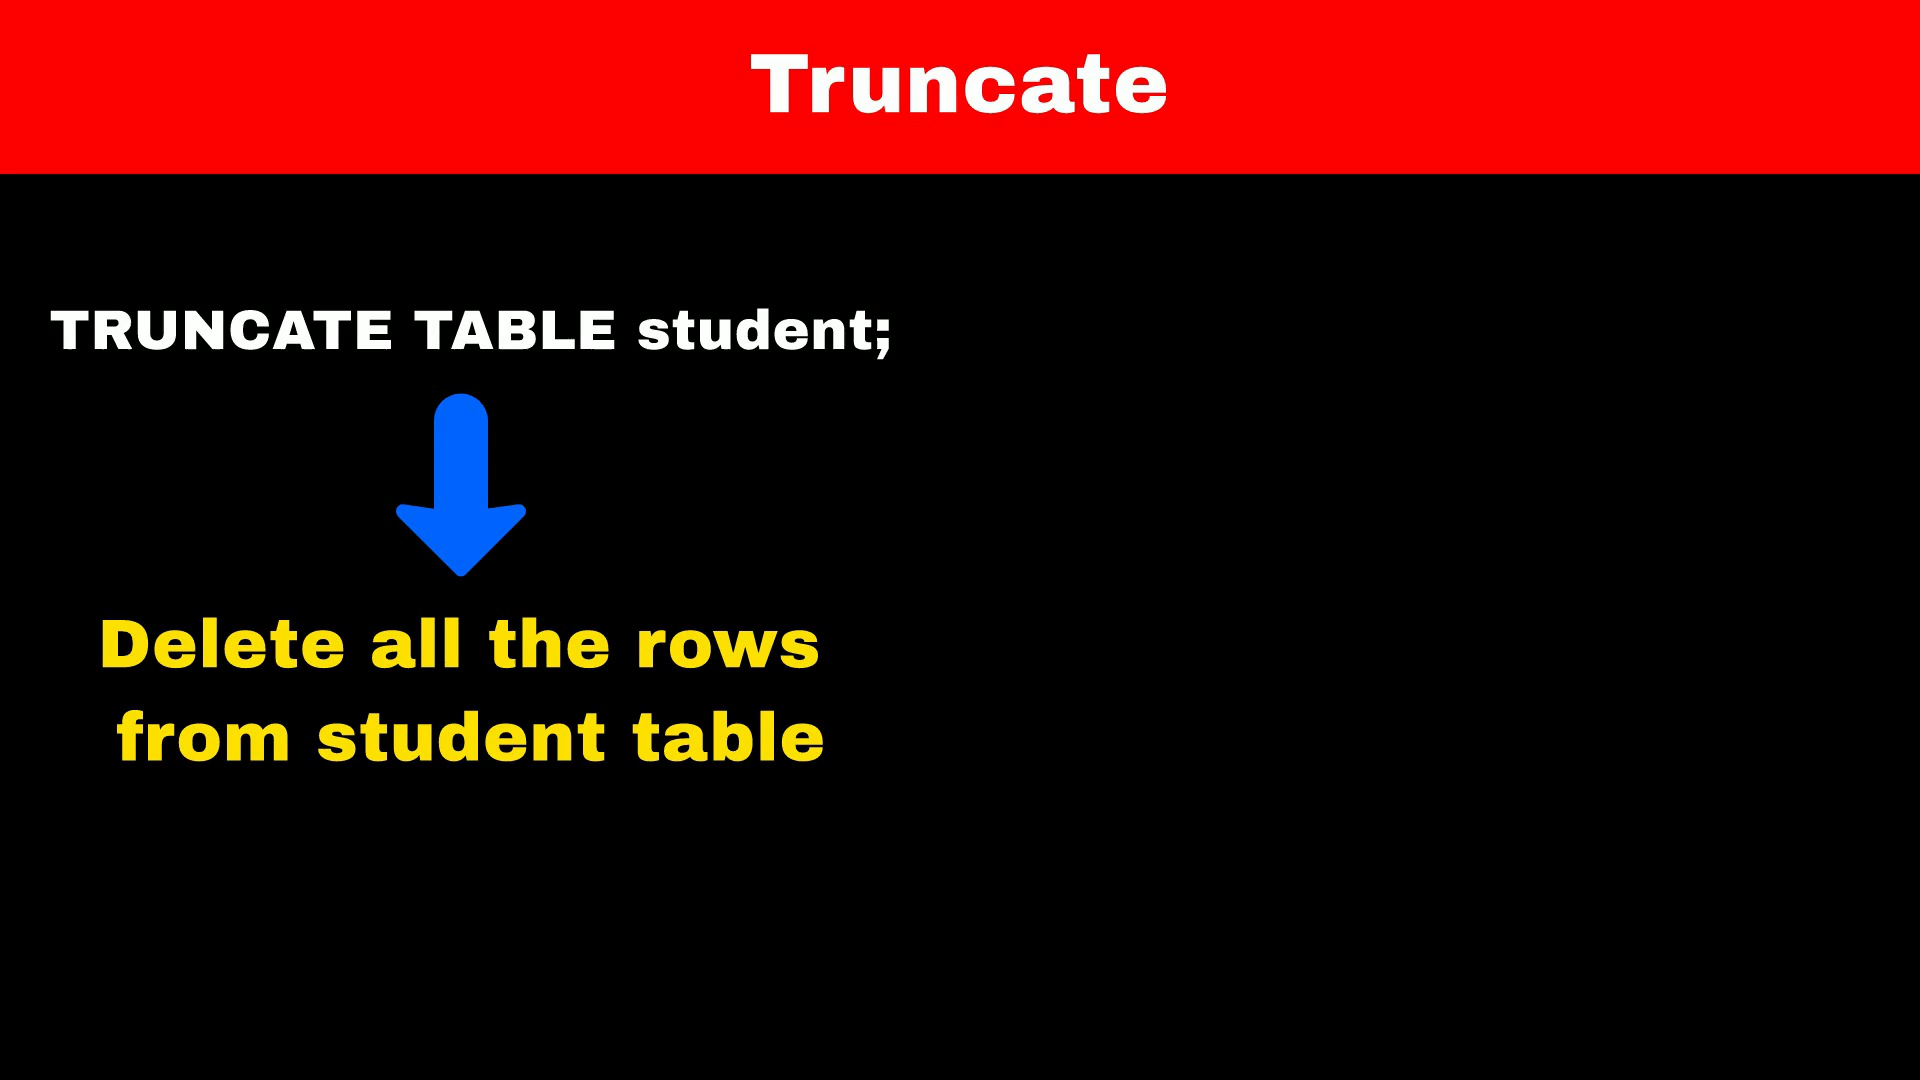 Truncate
TRUNCATE TABLE student;
Delete all the rows
from student table